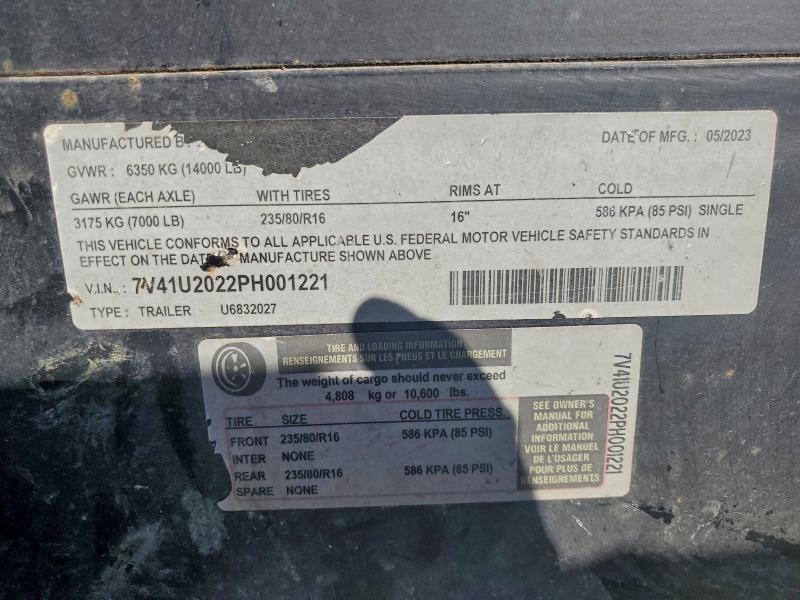 MANUFACTURED B
DATE OF MFG. : 05/2023
GVWR : 6350 KG (14000 LB)
GAWR (EACH AXLE) WITH TIRES RIMS AT COLD
3175 KG (7000 LB) 235/80/R16 16" 586 KPA (85 PSI) SINGLE
THIS VEHICLE CONFORMS TO ALL APPLICABLE U.S. FEDERAL MOTOR VEHICLE SAFETY STANDARDS IN
EFFECT ON THE DATE MANUFACTURE SHOWN ABOVE
V.I.N.. : 7V41U2022PH001221
TYPE : TRAILER U6832027
TIRE AND LOADING INFORMATION
RENSEIGNEMENTS SUR LES PNEUS ET LE CHARGEMENT
The weight of cargo should never exceed
4,808 kg or 10,600 lbs.
TIRE SIZE COLD TIRE PRESS.
FRONT 235/80/R16 586 KPA (85 PSI)
INTER NONE
REAR 235/80/R16 586 KPA (85 PSI)
SPARE NONE
SEE OWNER'S
MANUAL FOR
ADDITIONAL
INFORMATION
VOIR LE MANUEL
DE L'USAGER
POUR PLUS DE
RENSEIGNEMENTS
7V41U2022PH001221